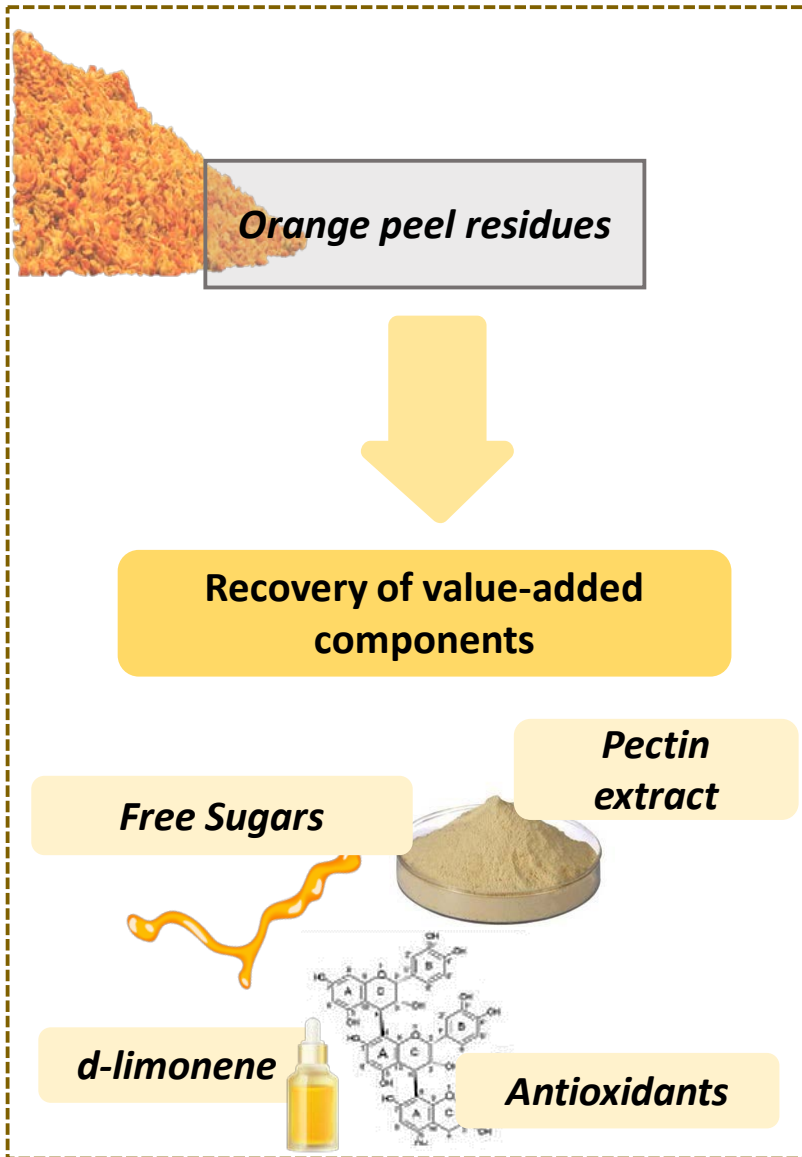 Orange peel residues
Recovery of value-added
components
Pectin
extract
Free Sugars
d-limonene
Antioxidants